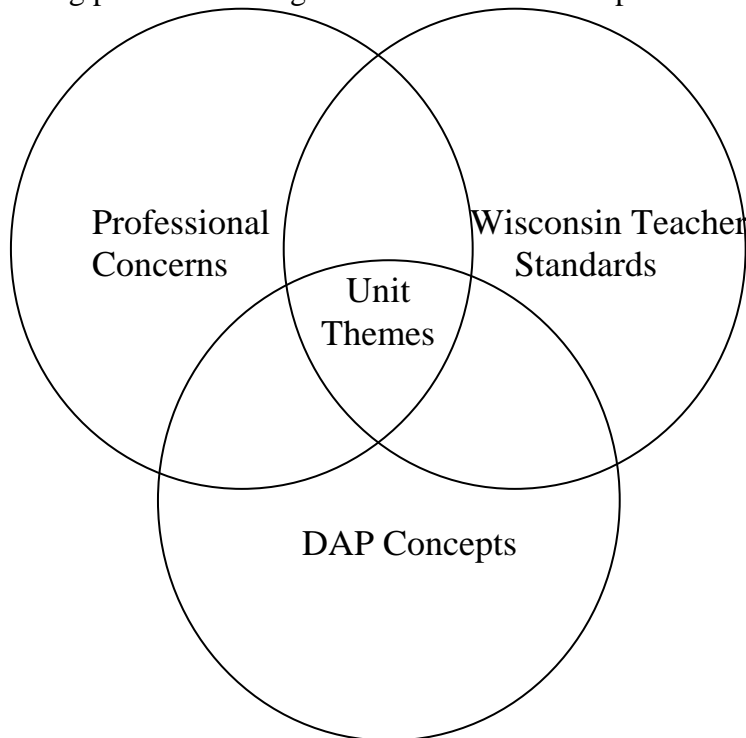 Professional
Concerns
Wisconsin Teacher
Standards
Unit
Themes
DAP Concepts